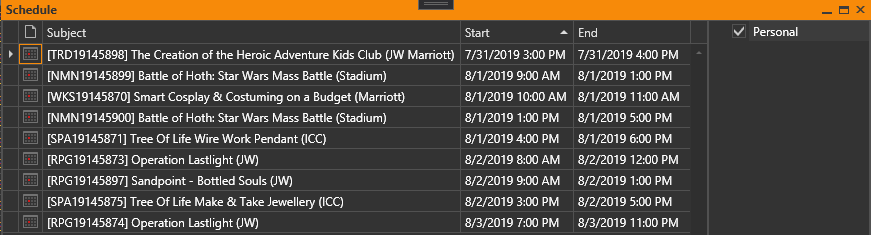 Schedule
Subject Start End Personal
[TRD19145898] The Creation of the Heroic Adventure Kids Club (JW Marriott) 7/31/2019 3:00 PM 7/31/2019 4:00 PM
[NMN19145899] Battle of Hoth: Star Wars Mass Battle (Stadium) 8/1/2019 9:00 AM 8/1/2019 1:00 PM
[WKS19145870] Smart Cosplay & Costuming on a Budget (Marriott) 8/1/2019 10:00 AM 8/1/2019 11:00 AM
[NMN19145900] Battle of Hoth: Star Wars Mass Battle (Stadium) 8/1/2019 1:00 PM 8/1/2019 5:00 PM
[SPA19145871] Tree Of Life Wire Work Pendant (ICC) 8/1/2019 4:00 PM 8/1/2019 6:00 PM
[RPG19145873] Operation Lastlight (JW) 8/2/2019 8:00 AM 8/2/2019 12:00 PM
[RPG19145897] Sandpoint - Bottled Souls (JW) 8/2/2019 9:00 AM 8/2/2019 1:00 PM
[SPA19145875] Tree Of Life Make & Take Jewellery (ICC) 8/2/2019 3:00 PM 8/2/2019 5:00 PM
[RPG19145874] Operation Lastlight (JW) 8/3/2019 7:00 PM 8/3/2019 11:00 PM